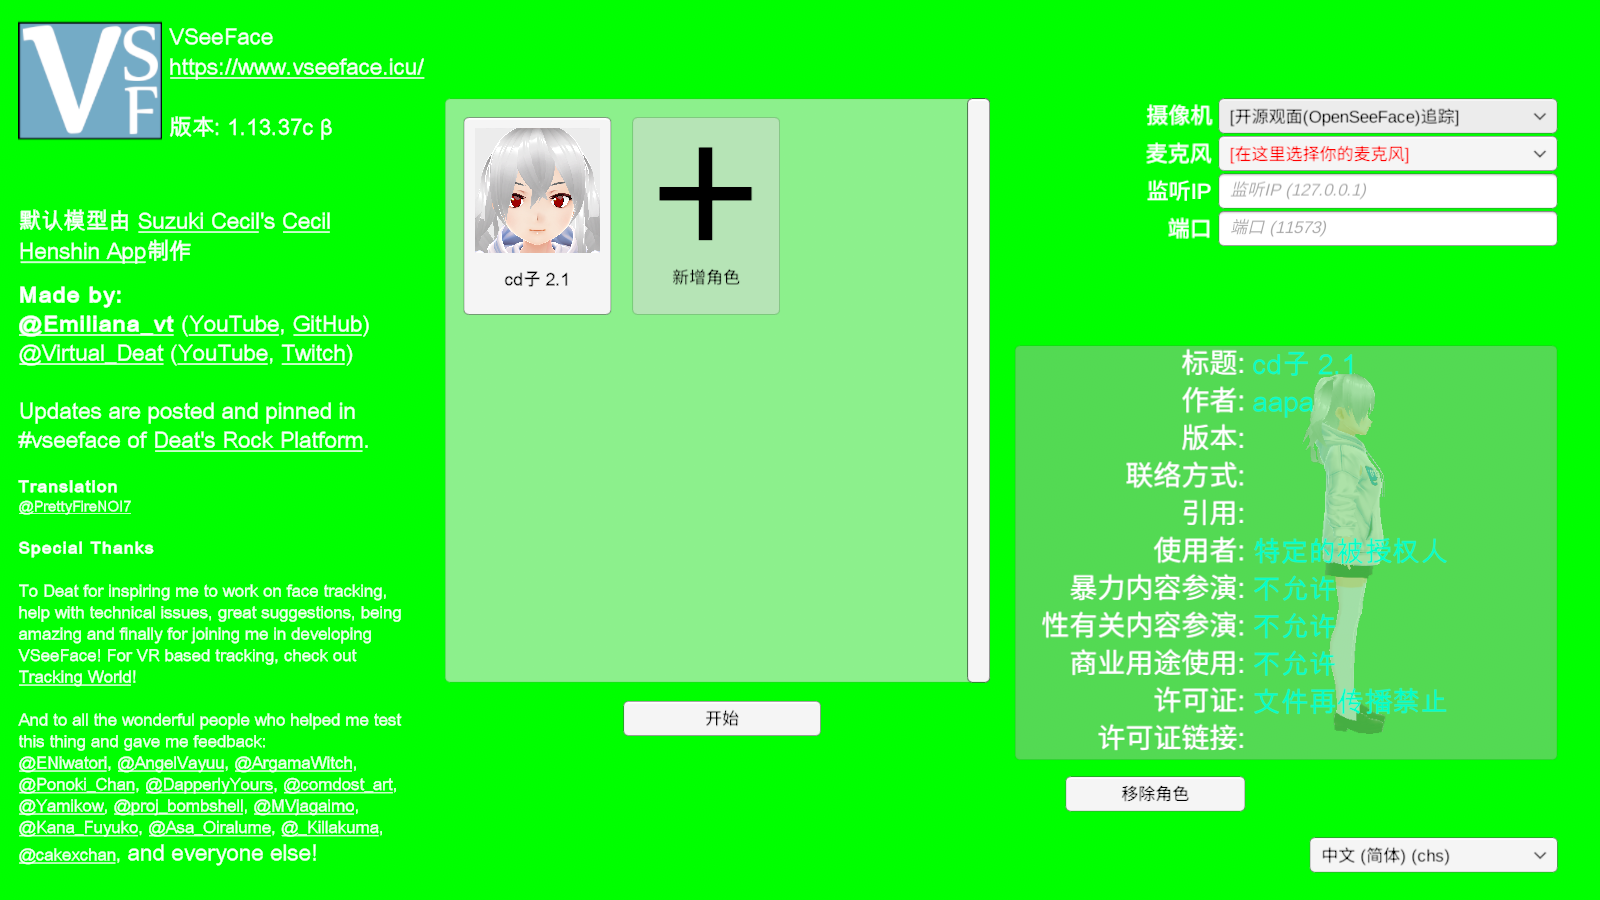 VSF
VSeeFace
https://www.vseeface.icu/
版本: 1.13.37c β
默认模型由 Suzuki Cecil's Cecil
Henshin App制作
Made by:
@Emiliana_vt (YouTube, GitHub)
@Virtual_Deat (YouTube, Twitch)
Updates are posted and pinned in
#vseeface of Deat's Rock Platform.
Translation
@PrettyFireNOI7
Special Thanks
To Deat for inspiring me to work on face tracking,
help with technical issues, great suggestions, being
amazing and finally for joining me in developing
VSeeFace! For VR based tracking, check out
Tracking World!
And to all the wonderful people who helped me test
this thing and gave me feedback:
@ENiwatori, @AngelVayuu, @ArgamaWitch,
@Ponoki_Chan, @DapperlyYours, @comdost_art,
@Yamikow, @proj_bombshell, @MVjagaimo,
@Kana_Fuyuko, @Asa_Oiralume, @_Killakuma,
@cakexchan, and everyone else!
cd子 2.1
新增角色
开始
摄像机 [开源观面(OpenSeeFace)追踪]
麦克风 [在这里选择你的麦克风]
监听IP 监听IP (127.0.0.1)
端口 端口 (11573)
标题: cd子 2.1
作者: aapa
版本:
联络方式:
引用:
使用者: 特定的被授权人
暴力内容参演: 不允许
性有关内容参演: 不允许
商业用途使用: 不允许
许可证: 文件再传播禁止
许可证链接:
移除角色
中文 (简体) (chs)